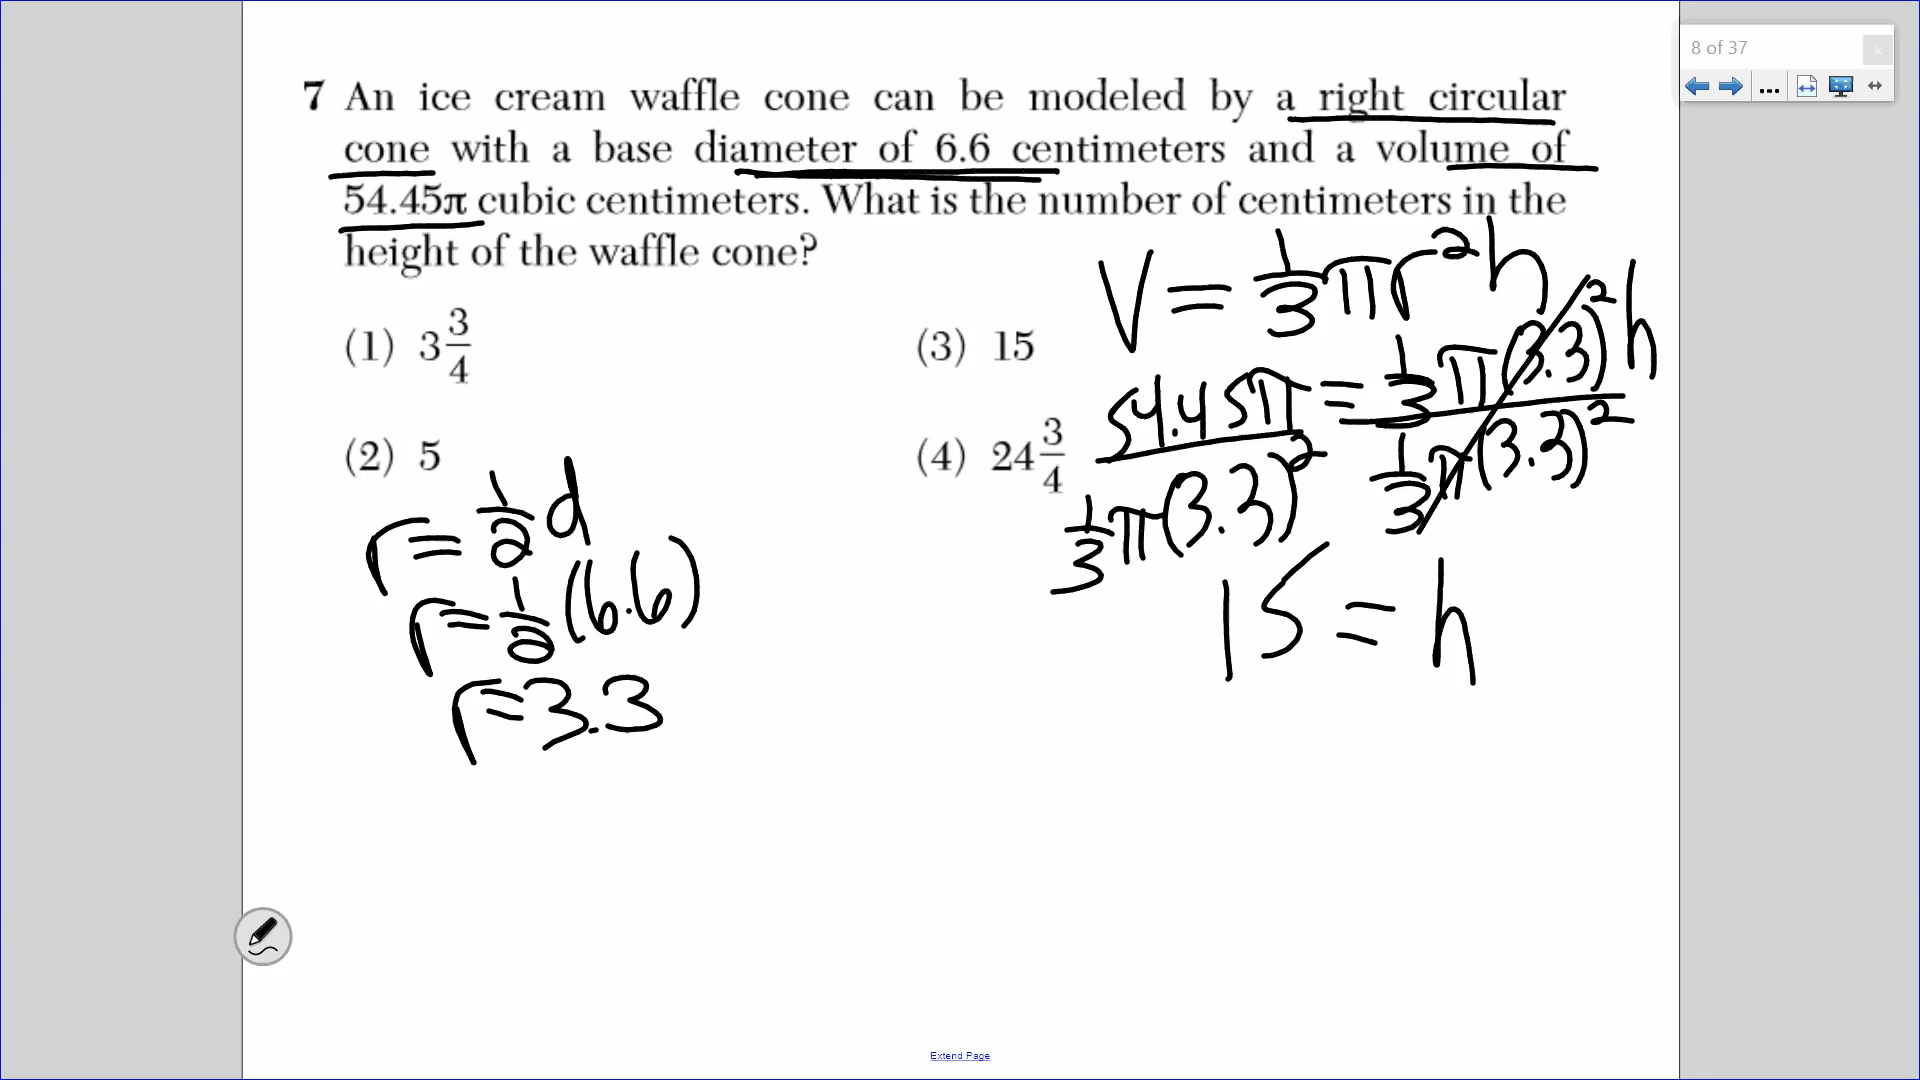 8 of 37
7 An ice cream waffle cone can be modeled by a right circular
cone with a base diameter of 6.6 centimeters and a volume of
54.45π cubic centimeters. What is the number of centimeters in the
height of the waffle cone?
(1) 3 3/4
(3) 15
(2) 5
(4) 24 3/4
V = 1/3 πr²h
54.45π / 1/3 π(3.3)² = 1/3 π(3.3)² h / 1/3 π(3.3)²
15 = h
r = 1/2 d
r = 1/2 (6.6)
r = 3.3
Extend Page